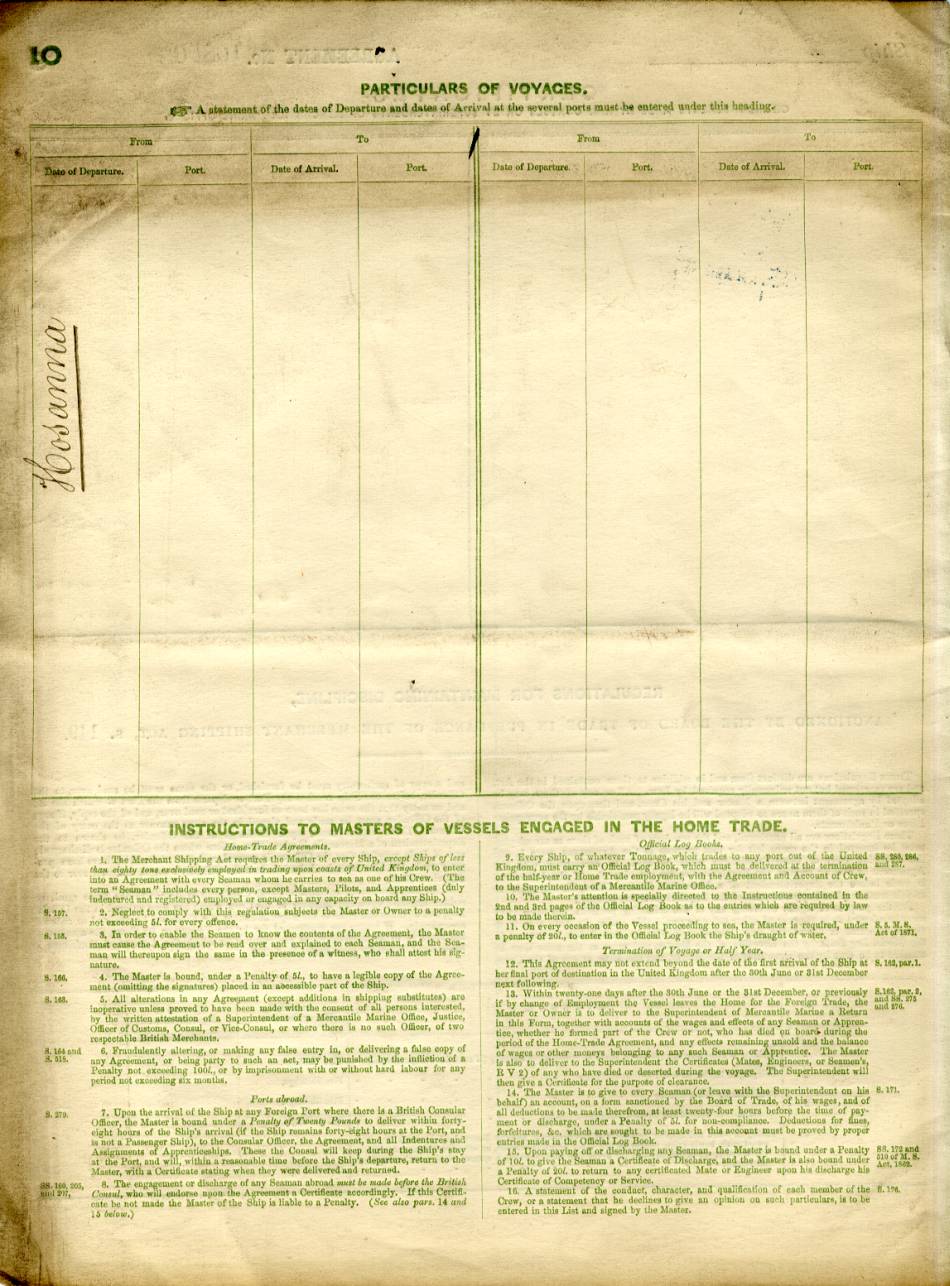 10
PARTICULARS OF VOYAGES.
A statement of the dates of Departure and dates of Arrival at the several ports must be entered under this heading.
From To From To
Date of Departure. Port. Date of Arrival. Port. Date of Departure. Port. Date of Arrival. Port.
Hosanna
INSTRUCTIONS TO MASTERS OF VESSELS ENGAGED IN THE HOME TRADE.
Home-Trade Agreements.
1. The Merchant Shipping Act requires the Master of every Ship, except Ships of less
than eighty tons exclusively employed in trading upon coasts of United Kingdom, to enter
into an Agreement with every Seaman whom he carries to sea as one of his Crew. (The
term "Seaman" includes every person, except Masters, Pilots, and Apprentices (duly
indentured and registered) employed or engaged in any capacity on board any Ship.)
S. 157. 2. Neglect to comply with this regulation subjects the Master or Owner to a penalty
not exceeding 5l. for every offence.
S. 155. 3. In order to enable the Seamen to know the contents of the Agreement, the Master
must cause the Agreement to be read over and explained to each Seaman, and the Sea-
man will thereupon sign the same in the presence of a witness, who shall attest his sig-
nature.
S. 166. 4. The Master is bound, under a Penalty of 5l., to have a legible copy of the Agree-
ment (omitting the signatures) placed in an accessible part of the Ship.
S. 163. 5. All alterations in any Agreement (except additions in shipping substitutes) are
inoperative unless proved to have been made with the consent of all persons interested,
by the written attestation of a Superintendent of a Mercantile Marine Office, Justice,
Officer of Customs, Consul, or Vice-Consul, or where there is no such Officer, of two
respectable British Merchants.
S. 164 and 6. Fraudulently altering, or making any false entry in, or delivering a false copy of
S. 518. any Agreement, or being party to such an act, may be punished by the infliction of a
Penalty not exceeding 100l., or by imprisonment with or without hard labour for any
period not exceeding six months.
Ports abroad.
S. 279. 7. Upon the arrival of the Ship at any Foreign Port where there is a British Consular
Officer, the Master is bound under a Penalty of Twenty Pounds to deliver within forty-
eight hours of the Ship's arrival (if the Ship remains forty-eight hours at the Port, and
is not a Passenger Ship), to the Consular Officer, the Agreement, and all Indentures and
Assignments of Apprenticeships. These the Consul will keep during the Ship's stay
at the Port, and will, within a reasonable time before the Ship's departure, return to the
Master, with a Certificate stating when they were delivered and returned.
SS. 160, 205, 8. The engagement or discharge of any Seaman abroad must be made before the British
and 207. Consul, who will endorse upon the Agreement a Certificate accordingly. If this Certifi-
cate be not made the Master of the Ship is liable to a Penalty. (See also pars. 14 and
15 below.)
Official Log Books.
9. Every Ship, of whatever Tonnage, which trades to any port out of the United SS. 280, 286,
Kingdom, must carry an Official Log Book, which must be delivered at the termination and 287.
of the half-year or Home Trade employment, with the Agreement and Account of Crew,
to the Superintendent of a Mercantile Marine Office.
10. The Master's attention is specially directed to the Instructions contained in the
2nd and 3rd pages of the Official Log Book as to the entries which are required by law
to be made therein.
11. On every occasion of the Vessel proceeding to sea, the Master is required, under S. 5. M. S.
a penalty of 20l., to enter in the Official Log Book the Ship's draught of water. Act of 1871.
Termination of Voyage or Half Year.
12. This Agreement may not extend beyond the date of the first arrival of the Ship at S. 162, par. 1.
her final port of destination in the United Kingdom after the 30th June or 31st December
next following.
13. Within twenty-one days after the 30th June or the 31st December, or previously S. 162, par. 2,
if by change of Employment the Vessel leaves the Home for the Foreign Trade, the and SS. 275
Master or Owner is to deliver to the Superintendent of Mercantile Marine a Return and 276.
in this Form, together with accounts of the wages and effects of any Seaman or Appren-
tice, whether he formed part of the Crew or not, who has died on board during the
period of the Home-Trade Agreement, and any effects remaining unsold and the balance
of wages or other moneys belonging to any such Seaman or Apprentice. The Master
is also to deliver to the Superintendent the Certificates (Mates, Engineers, or Seamen's,
R V 2) of any who have died or deserted during the voyage. The Superintendent will
then give a Certificate for the purpose of clearance.
14. The Master is to give to every Seaman (or leave with the Superintendent on his S. 171.
behalf) an account, on a form sanctioned by the Board of Trade, of his wages, and of
all deductions to be made therefrom, at least twenty-four hours before the time of pay-
ment or discharge, under a Penalty of 5l. for non-compliance. Deductions for fines,
forfeitures, &c., which are sought to be made in this account must be proved by proper
entries made in the Official Log Book.
15. Upon paying off or discharging any Seaman, the Master is bound under a Penalty SS. 172 and
of 10l. to give the Seaman a Certificate of Discharge, and the Master is also bound under 510 of M. S.
a Penalty of 20l. to return to any certificated Mate or Engineer upon his discharge his Act, 1862.
Certificate of Competency or Service.
16. A statement of the conduct, character, and qualification of each member of the S. 176.
Crew, or a statement that he declines to give an opinion on such particulars, is to be
entered in this List and signed by the Master.